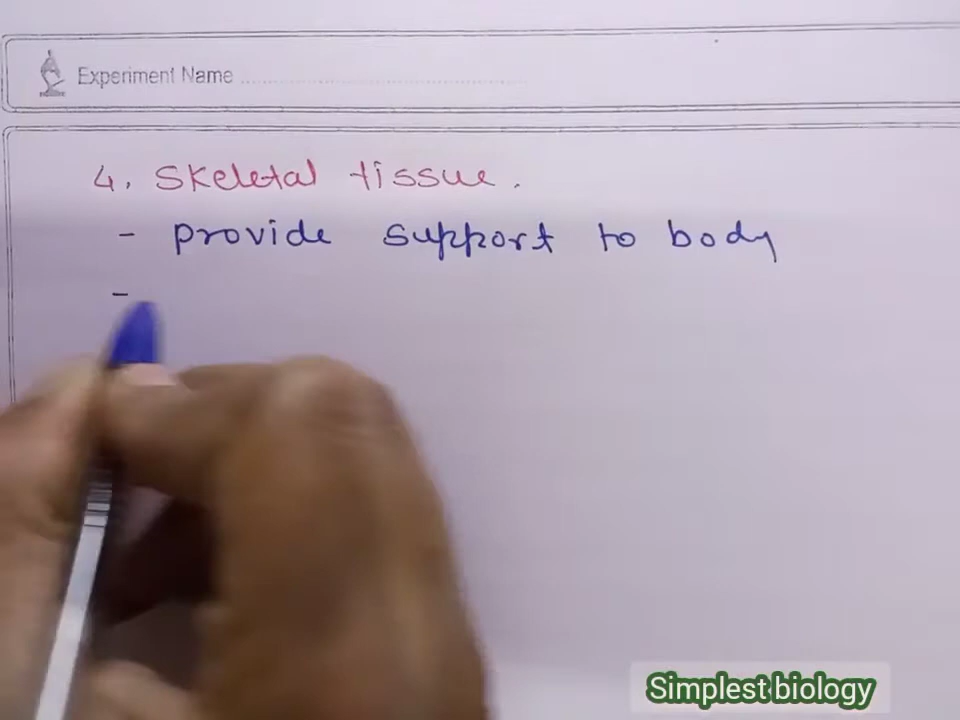 Experiment Name
4. Skeletal tissue.
- provide support to body
-
Simplest biology